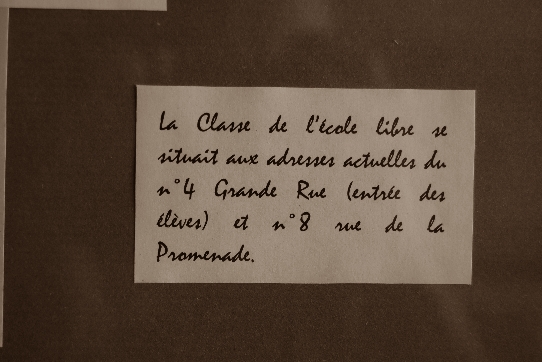 La Classe de l'école libre se
situait aux adresses actuelles du
n°4 Grande Rue (entrée des
élèves) et n°8 rue de la
Promenade.